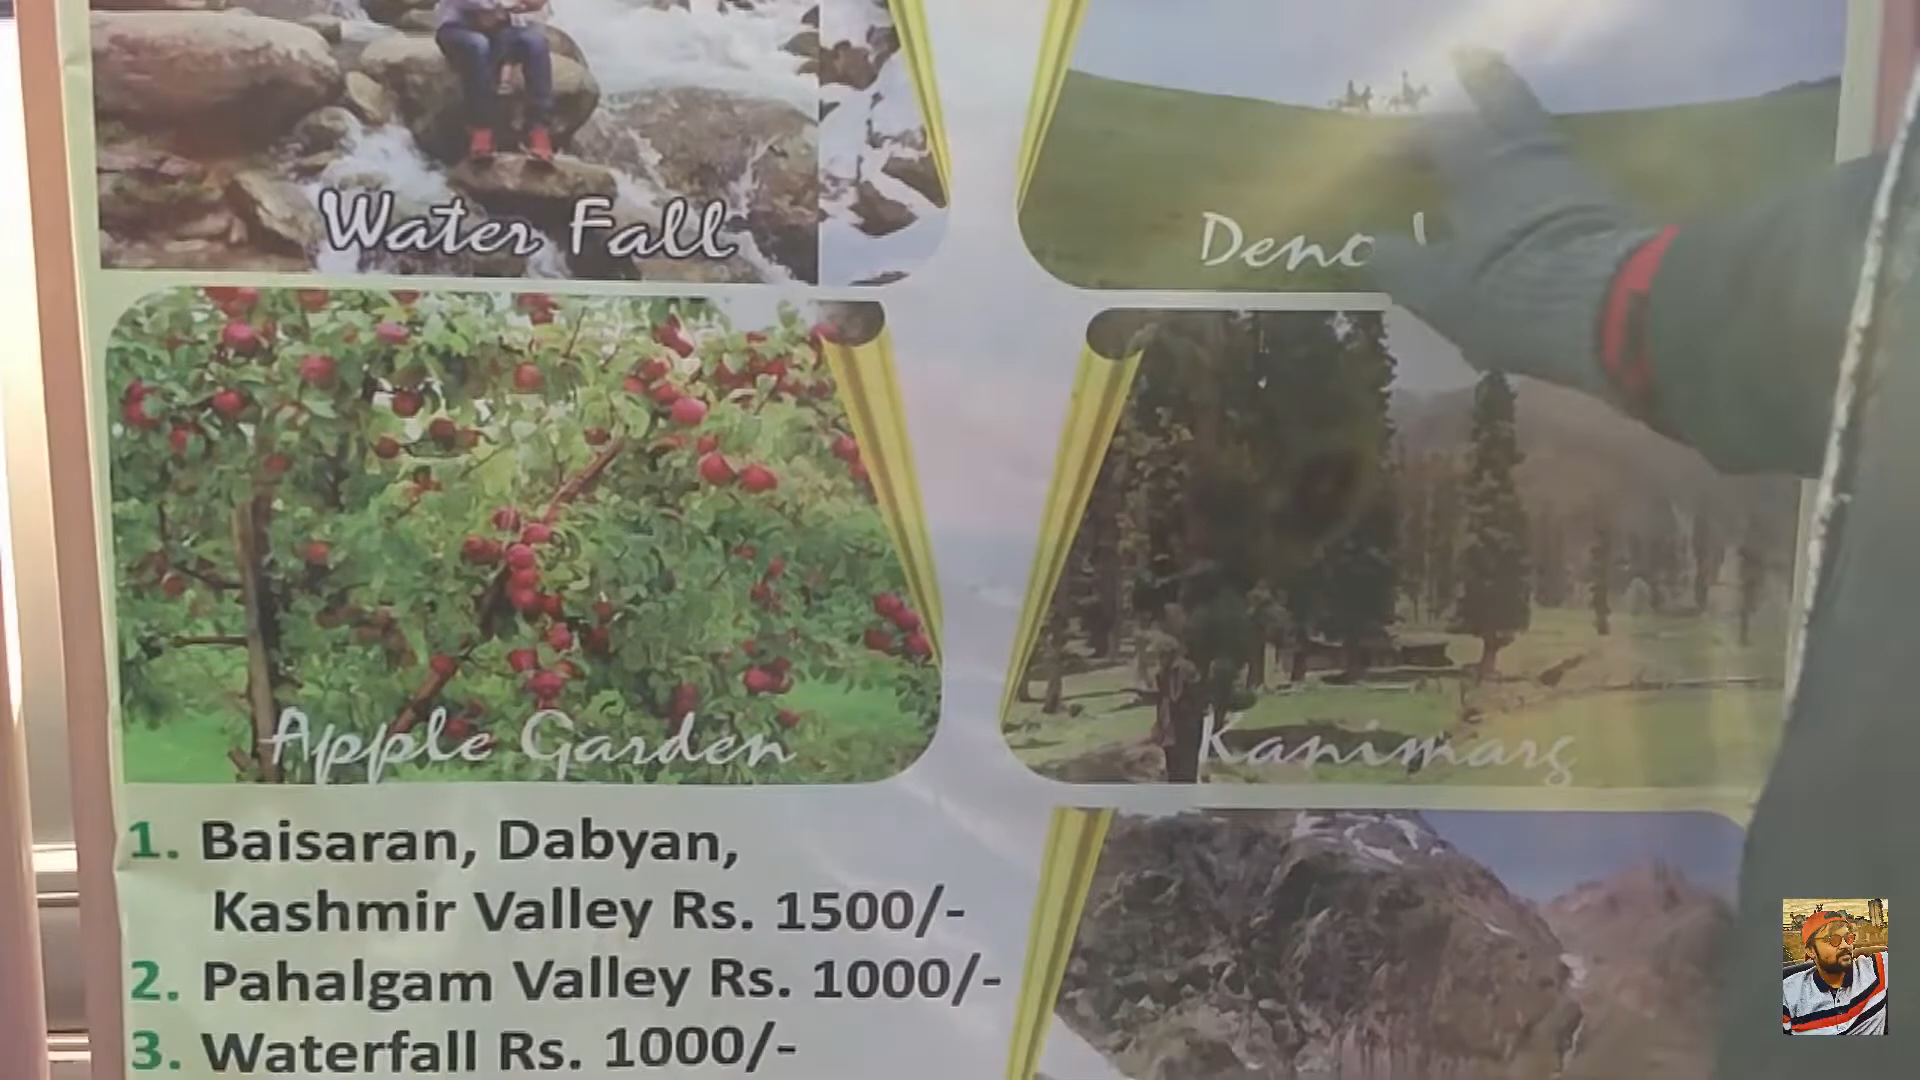 Water Fall
Apple Garden
Kanimarg
1. Baisaran, Dabyan,
Kashmir Valley Rs. 1500/-
2. Pahalgam Valley Rs. 1000/-
3. Waterfall Rs. 1000/-